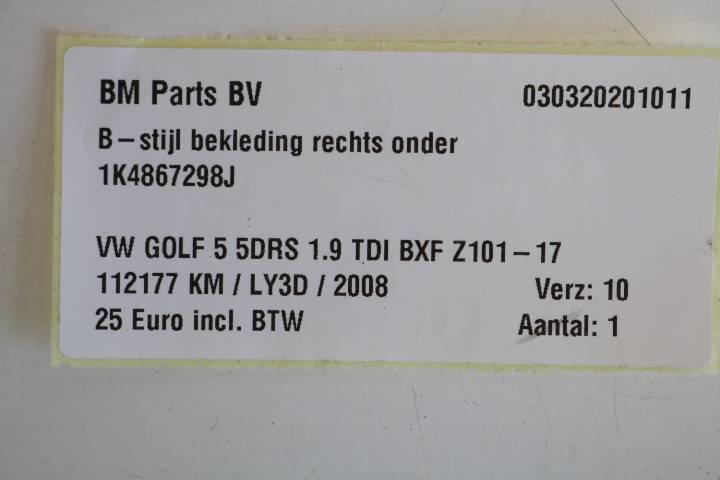 BM Parts BV 030320201011
B-stijl bekleding rechts onder
1K4867298J
VW GOLF 5 5DRS 1.9 TDI BXF Z101-17
112177 KM / LY3D / 2008 Verz: 10
25 Euro incl. BTW Aantal: 1